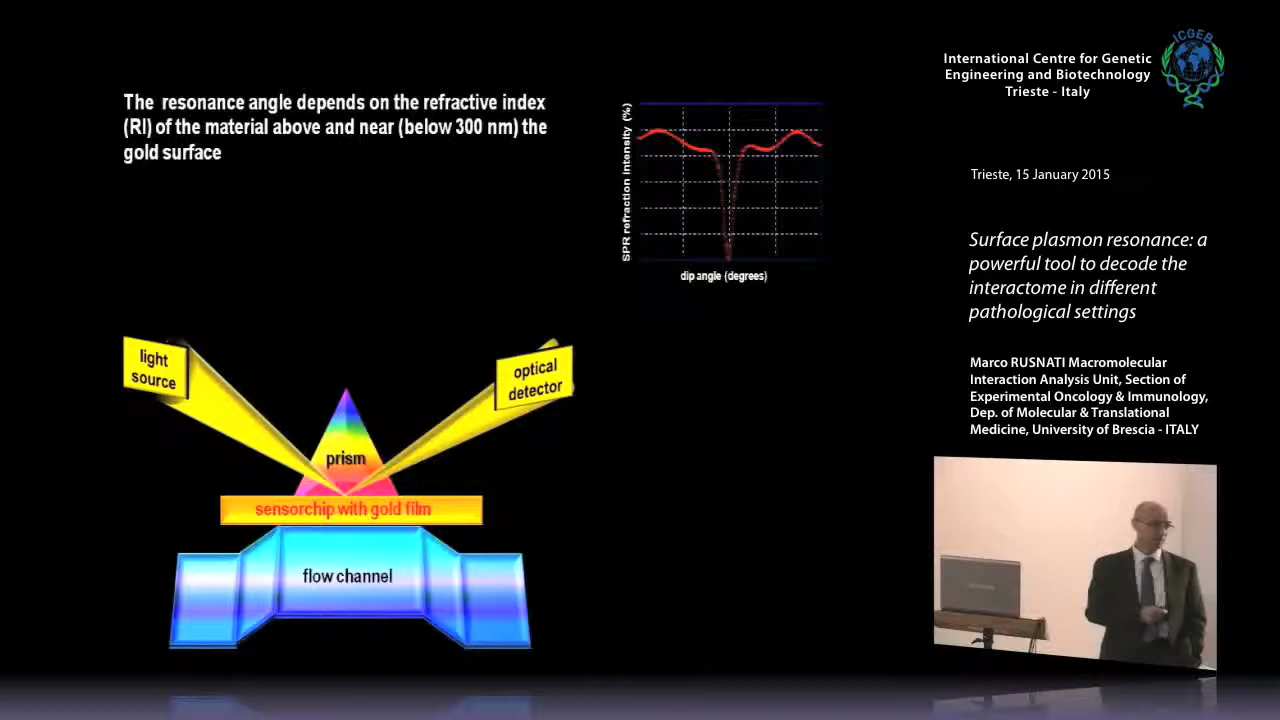 The resonance angle depends on the refractive index
(RI) of the material above and near (below 300 nm) the
gold surface
SPR refraction intensity (%)
dip angle (degrees)
light
source
optical
detector
prism
sensorchip with gold film
flow channel
ICGEB
International Centre for Genetic
Engineering and Biotechnology
Trieste - Italy
Trieste, 15 January 2015
Surface plasmon resonance: a
powerful tool to decode the
interactome in different
pathological settings
Marco RUSNATI Macromolecular
Interaction Analysis Unit, Section of
Experimental Oncology & Immunology,
Dep. of Molecular & Translational
Medicine, University of Brescia - ITALY